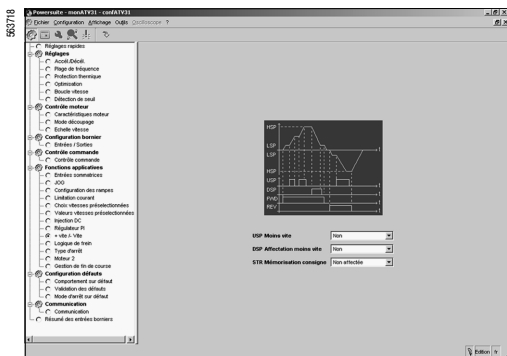 563718
Powersuite - monATV31 - confATV31
Fichier Configuration Affichage Outils Oscilloscope ?
Réglages rapides
Réglages
Accél./Décél.
Plage de fréquence
Protection thermique
Optimisation
Boucle vitesse
Détection de seuil
Contrôle moteur
Caractéristiques moteur
Mode découpage
Echelle vitesse
Configuration bornier
Entrées / Sorties
Contrôle commande
Contrôle commande
Fonctions applicatives
Entrées sommatrices
JOG
Configuration des rampes
Limitation courant
Choix vitesses présélectionnées
Valeurs vitesses présélectionnées
Injection DC
Régulateur PI
+ vite /- Vite
Logique de frein
Type d'arrêt
Moteur 2
Gestion de fin de course
Configuration défauts
Comportement sur défaut
Validation des défauts
Mode d'arrêt sur défaut
Communication
Communication
Résumé des entrées borniers
HSP
LSP
t
LSP
HSP
t
USP
t
DSP
t
FWD
t
REV
t
USP Moins vite Non
DSP Affectation moins vite Non
STR Mémorisation consigne Non affectée
Edition fr